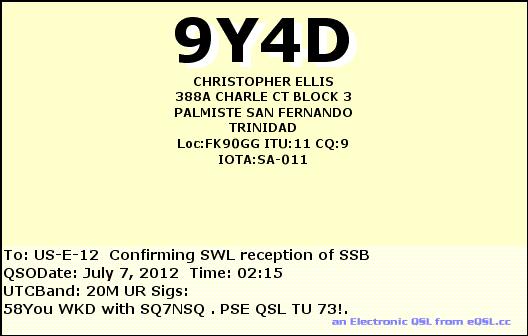 9Y4D
CHRISTOPHER ELLIS
388A CHARLE CT BLOCK 3
PALMISTE SAN FERNANDO
TRINIDAD
Loc:FK90GG ITU:11 CQ:9
IOTA:SA-011
To: US-E-12 Confirming SWL reception of SSB
QSODate: July 7, 2012 Time: 02:15
UTCBand: 20M UR Sigs:
58You WKD with SQ7NSQ . PSE QSL TU 73!.
an Electronic QSL from eQSL.cc